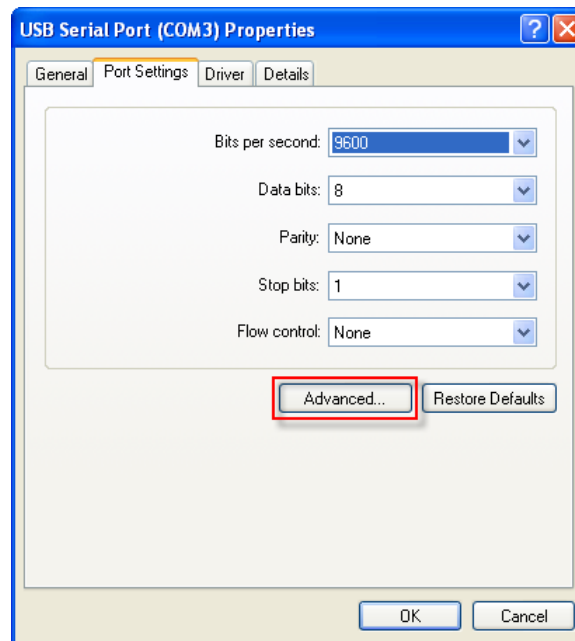 USB Serial Port (COM3) Properties
General Port Settings Driver Details
Bits per second: 9600
Data bits: 8
Parity: None
Stop bits: 1
Flow control: None
Advanced... Restore Defaults
OK Cancel